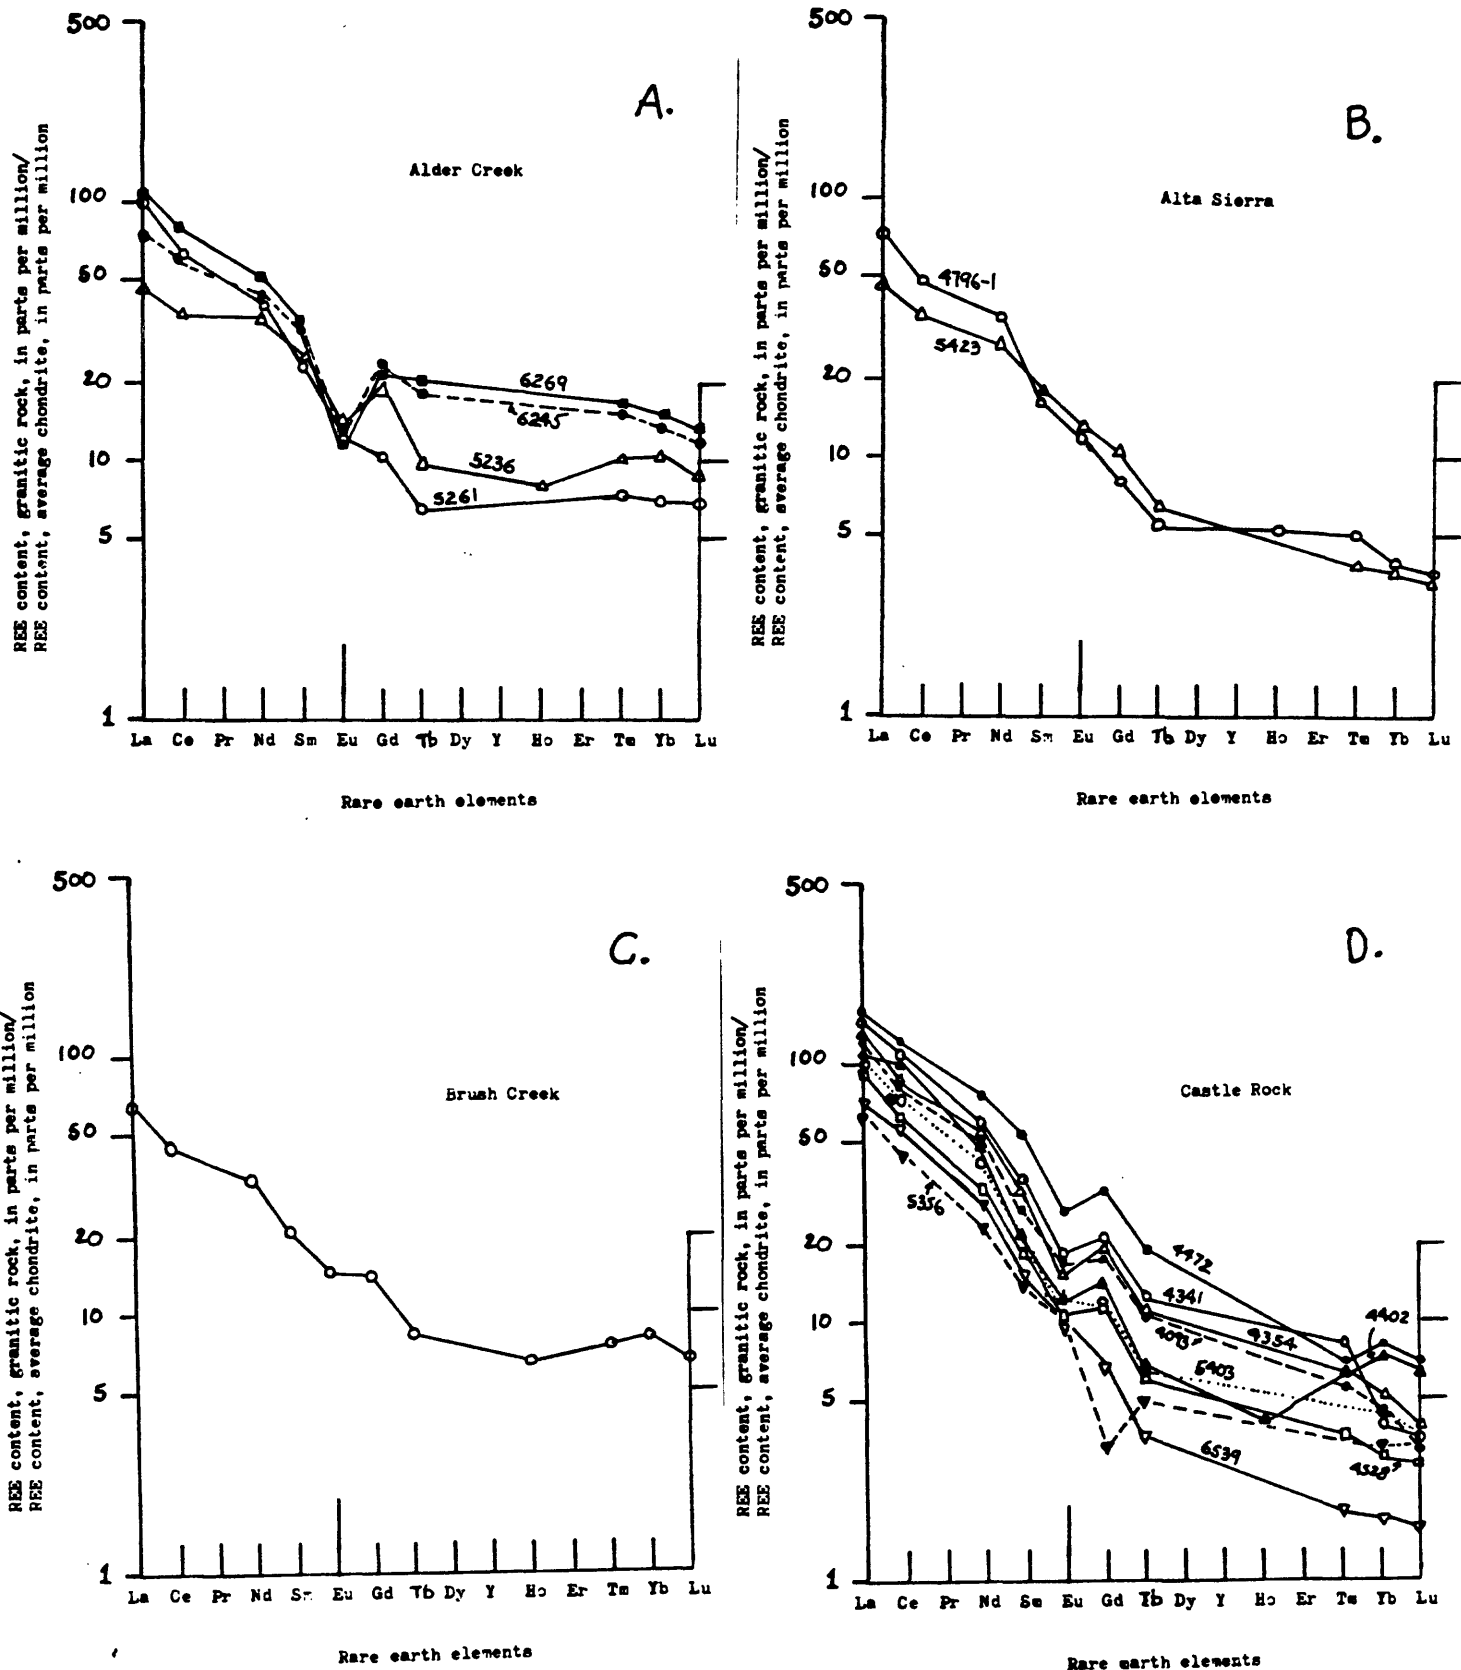 A.
Alder Creek
500
100
50
20
10
5
1
REE content, granitic rock, in parts per million/
REE content, average chondrite, in parts per million
6269
6245
5236
5261
La Ce Pr Nd Sm Eu Gd Tb Dy Y Ho Er Tm Yb Lu
Rare earth elements
B.
Alta Sierra
500
100
50
20
10
5
1
REE content, granitic rock, in parts per million/
REE content, average chondrite, in parts per million
4796-1
5423
La Ce Pr Nd Sm Eu Gd Tb Dy Y Ho Er Tm Yb Lu
Rare earth elements
C.
Brush Creek
500
100
50
20
10
5
1
REE content, granitic rock, in parts per million/
REE content, average chondrite, in parts per million
La Ce Pr Nd Sm Eu Gd Tb Dy Y Ho Er Tm Yb Lu
Rare earth elements
D.
Castle Rock
500
100
50
20
10
5
1
REE content, granitic rock, in parts per million/
REE content, average chondrite, in parts per million
5356
4472
4341
4402
4354
4093
5403
6539
4528
La Ce Pr Nd Sm Eu Gd Yb Dy Y Ho Er Tm Yb Lu
Rare earth elements